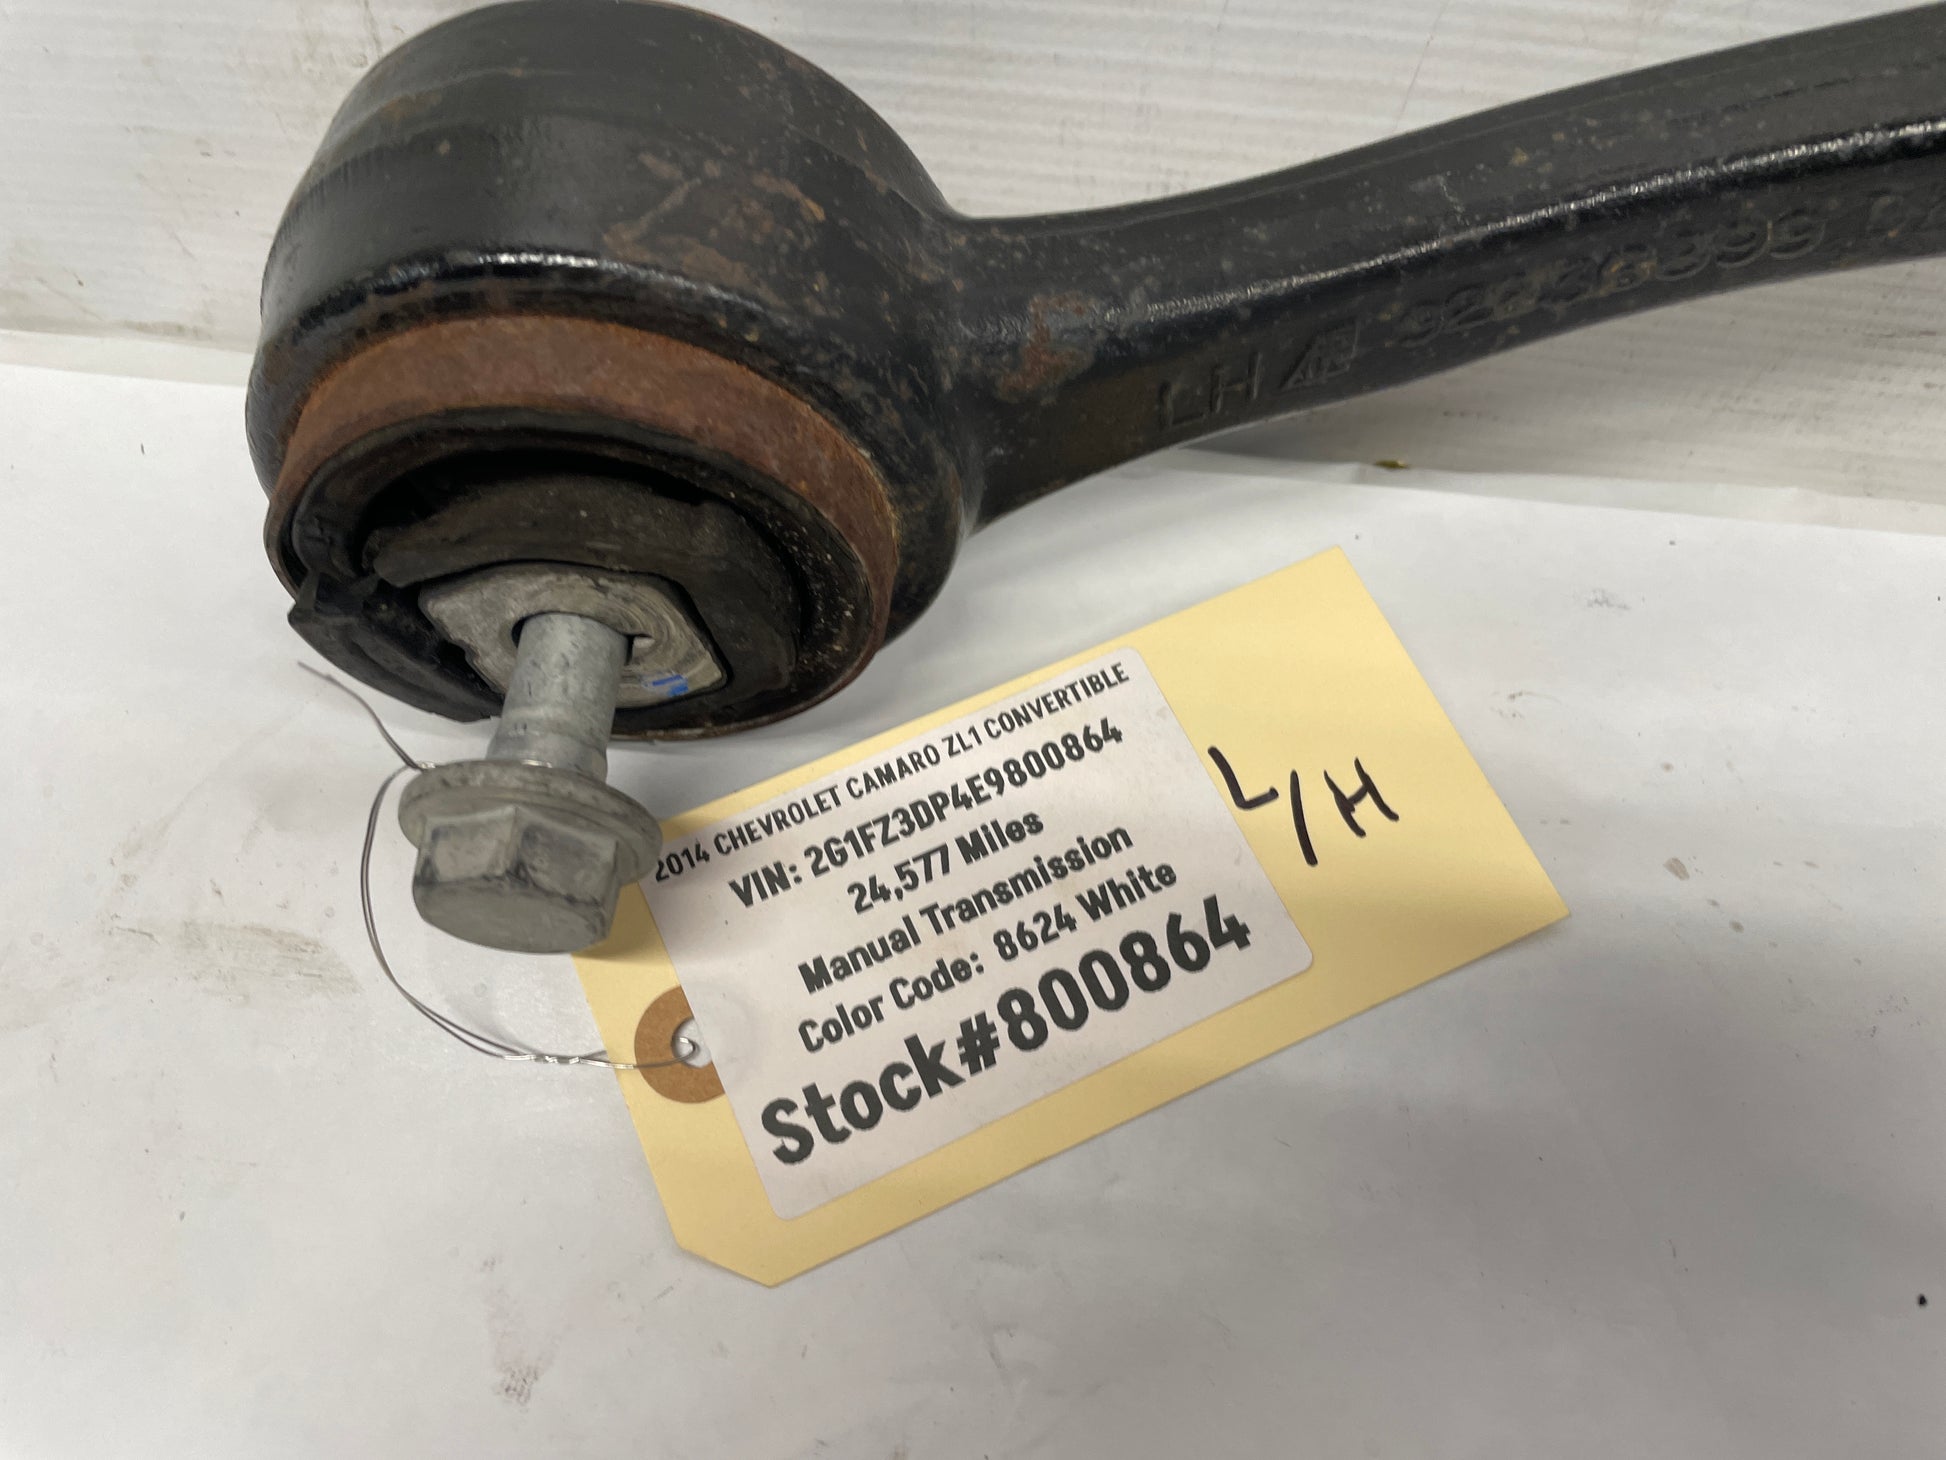 LH 92236899
2014 CHEVROLET CAMARO ZL1 CONVERTIBLE
VIN: 2G1FZ3DP4E9800864
24,577 Miles
Manual Transmission
Color Code: 8624 White
Stock#800864
L/H